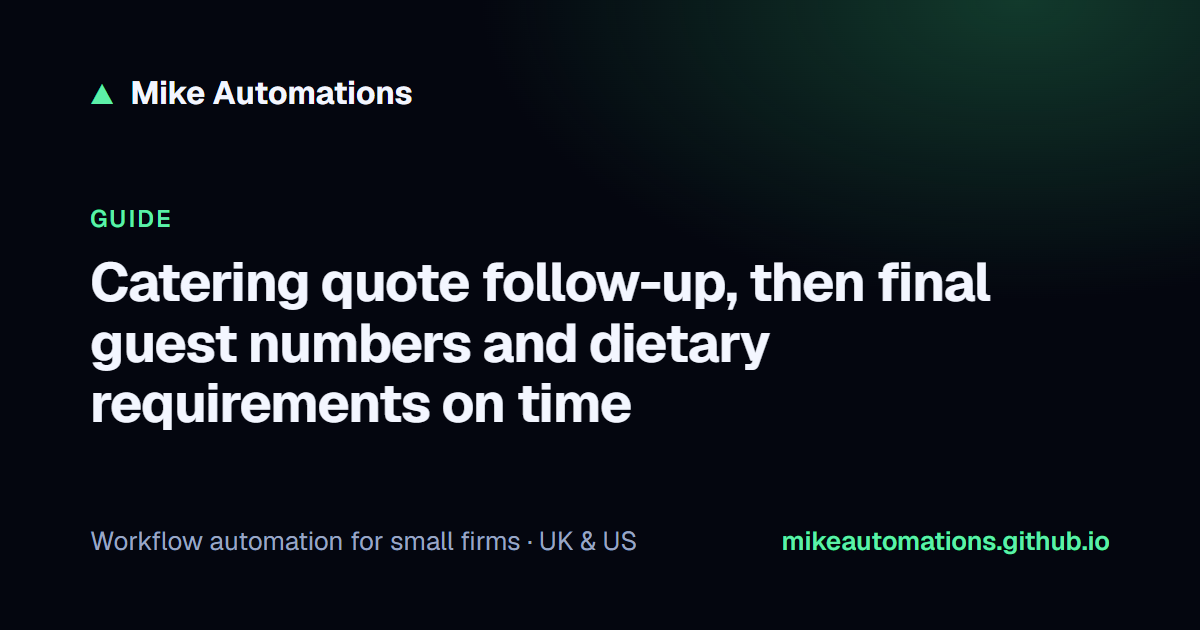 Mike Automations
GUIDE
Catering quote follow-up, then final
guest numbers and dietary
requirements on time
Workflow automation for small firms · UK & US
mikeautomations.github.io